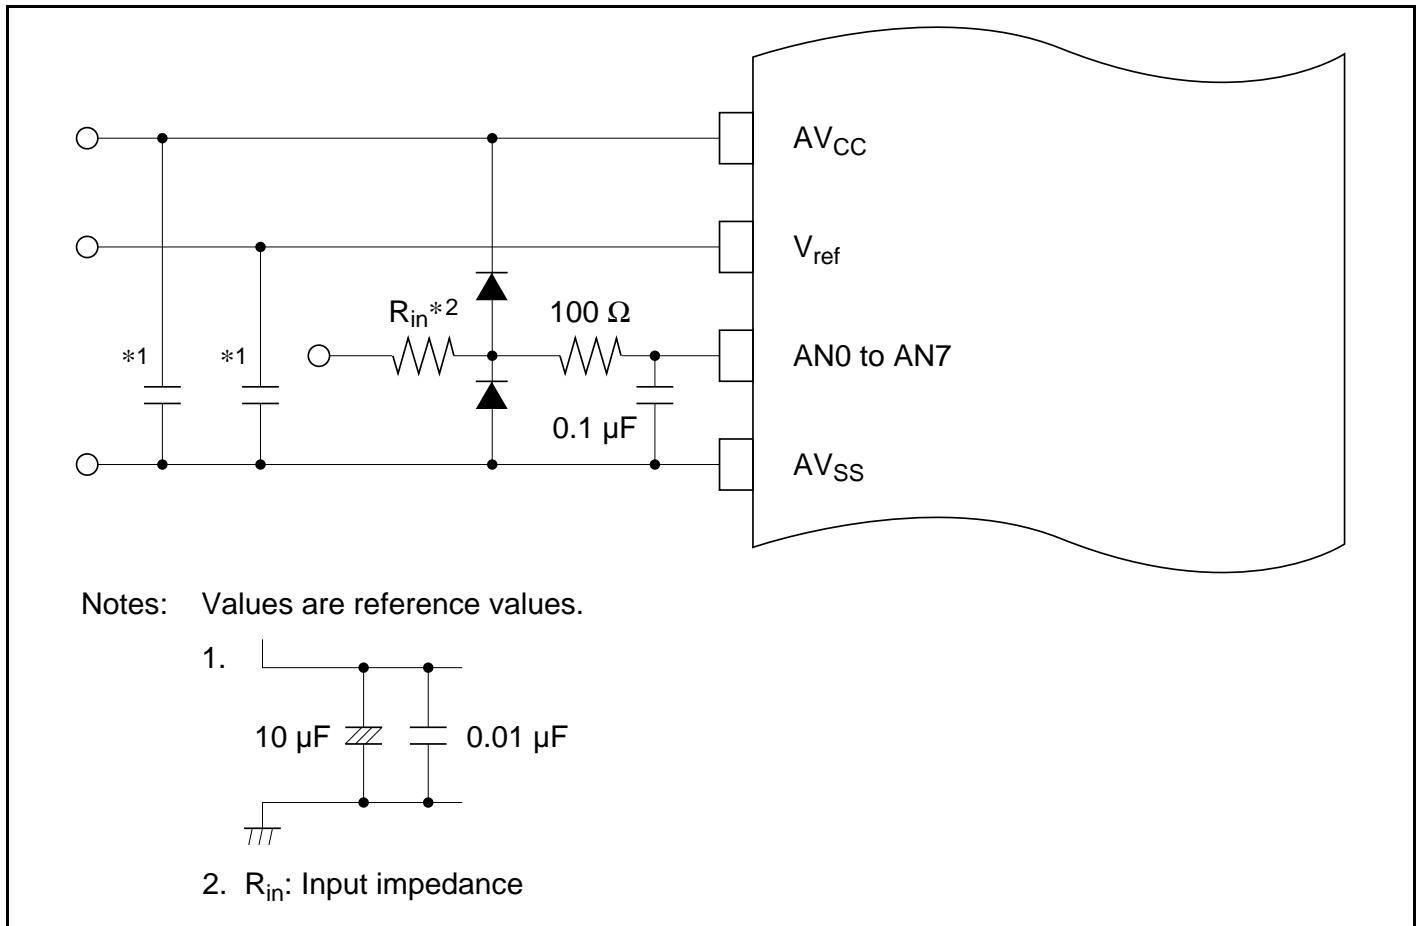 AVCC
Vref
Rin*2
100 Ω
*1
*1
AN0 to AN7
0.1 µF
AVSS
Notes: Values are reference values.
1.
10 µF
0.01 µF
2. Rin: Input impedance